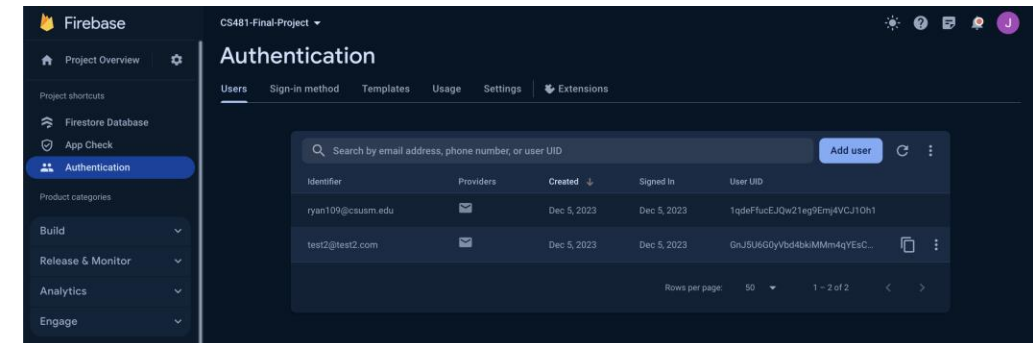 Firebase
Project Overview
Project shortcuts
Firestore Database
App Check
Authentication
Product categories
Build
Release & Monitor
Analytics
Engage
CS481-Final-Project
J
Authentication
Users Sign-in method Templates Usage Settings Extensions
Search by email address, phone number, or user UID Add user
Identifier Providers Created Signed In User UID
ryan109@csusm.edu Dec 5, 2023 Dec 5, 2023 1qdeFfucEJQw21eg9Emj4VCJ1Oh1
test2@test2.com Dec 5, 2023 Dec 5, 2023 GnJ5U6G0yVbd4bkiMMm4qYEsC...
Rows per page: 50 1 – 2 of 2